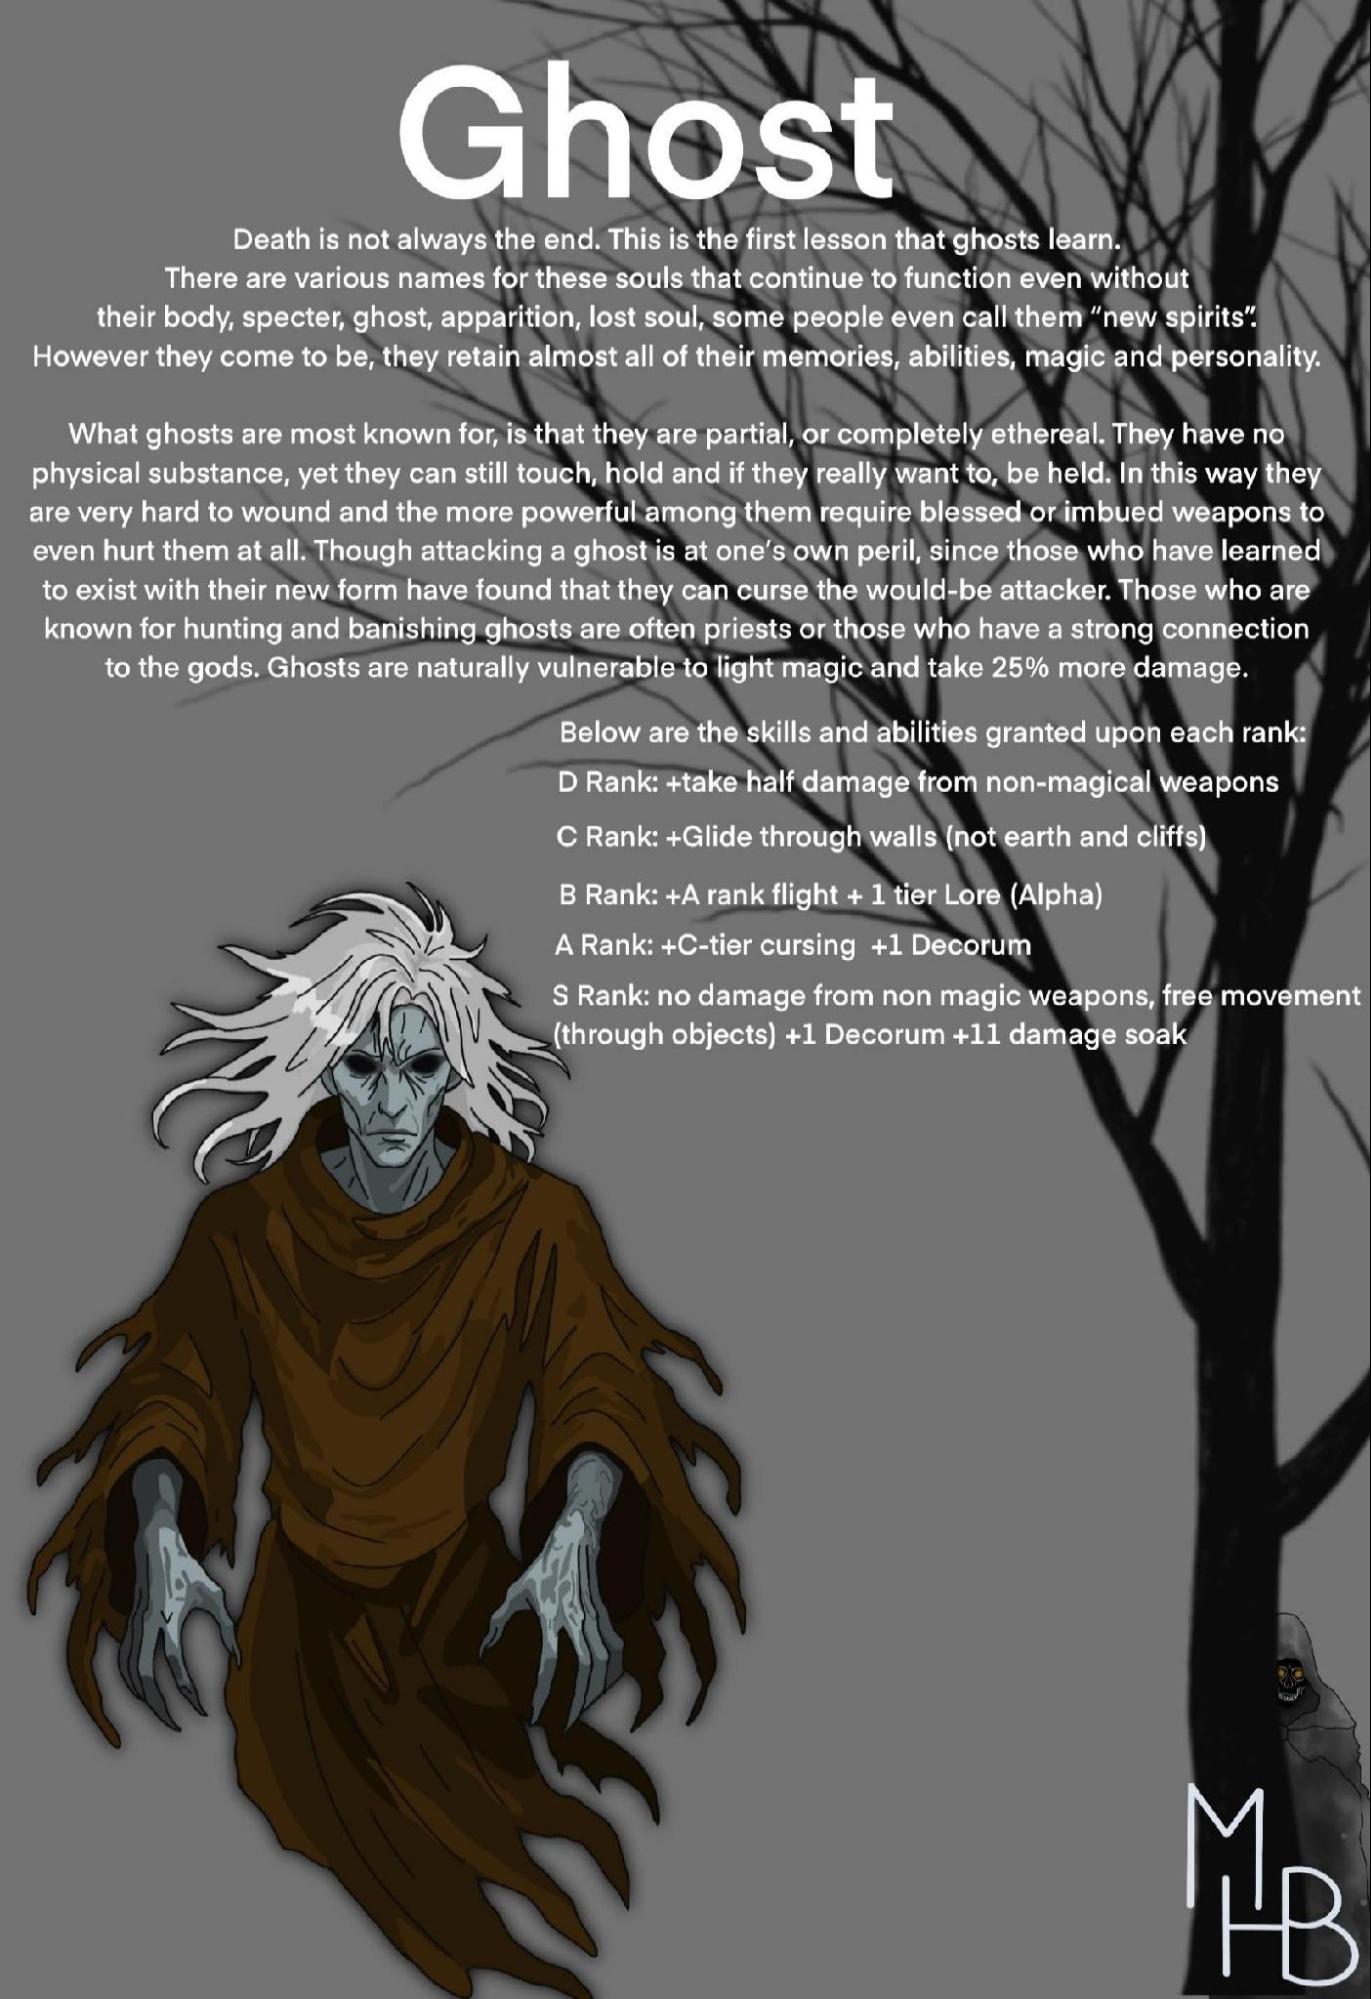 Ghost
Death is not always the end. This is the first lesson that ghosts learn.
There are various names for these souls that continue to function even without
their body, specter, ghost, apparition, lost soul, some people even call them “new spirits”.
However they come to be, they retain almost all of their memories, abilities, magic and personality.
What ghosts are most known for, is that they are partial, or completely ethereal. They have no
physical substance, yet they can still touch, hold and if they really want to, be held. In this way they
are very hard to wound and the more powerful among them require blessed or imbued weapons to
even hurt them at all. Though attacking a ghost is at one’s own peril, since those who have learned
to exist with their new form have found that they can curse the would-be attacker. Those who are
known for hunting and banishing ghosts are often priests or those who have a strong connection
to the gods. Ghosts are naturally vulnerable to light magic and take 25% more damage.
Below are the skills and abilities granted upon each rank:
D Rank: +take half damage from non-magical weapons
C Rank: +Glide through walls (not earth and cliffs)
B Rank: +A rank flight + 1 tier Lore (Alpha)
A Rank: +C-tier cursing  +1 Decorum
S Rank: no damage from non magic weapons, free movement
(through objects) +1 Decorum +11 damage soak
MHB